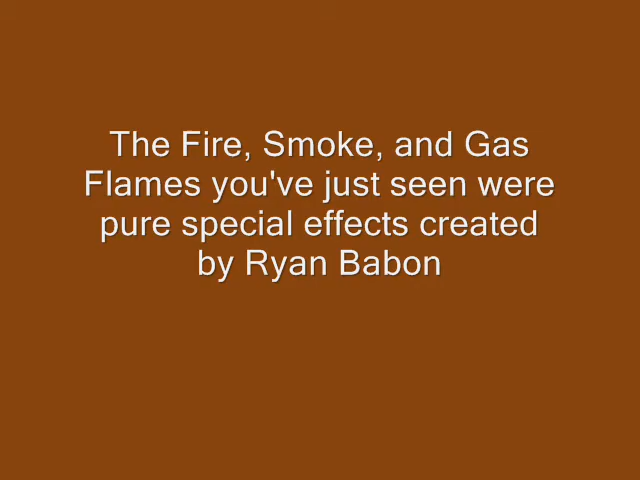 The Fire, Smoke, and Gas
Flames you've just seen were
pure special effects created
by Ryan Babon